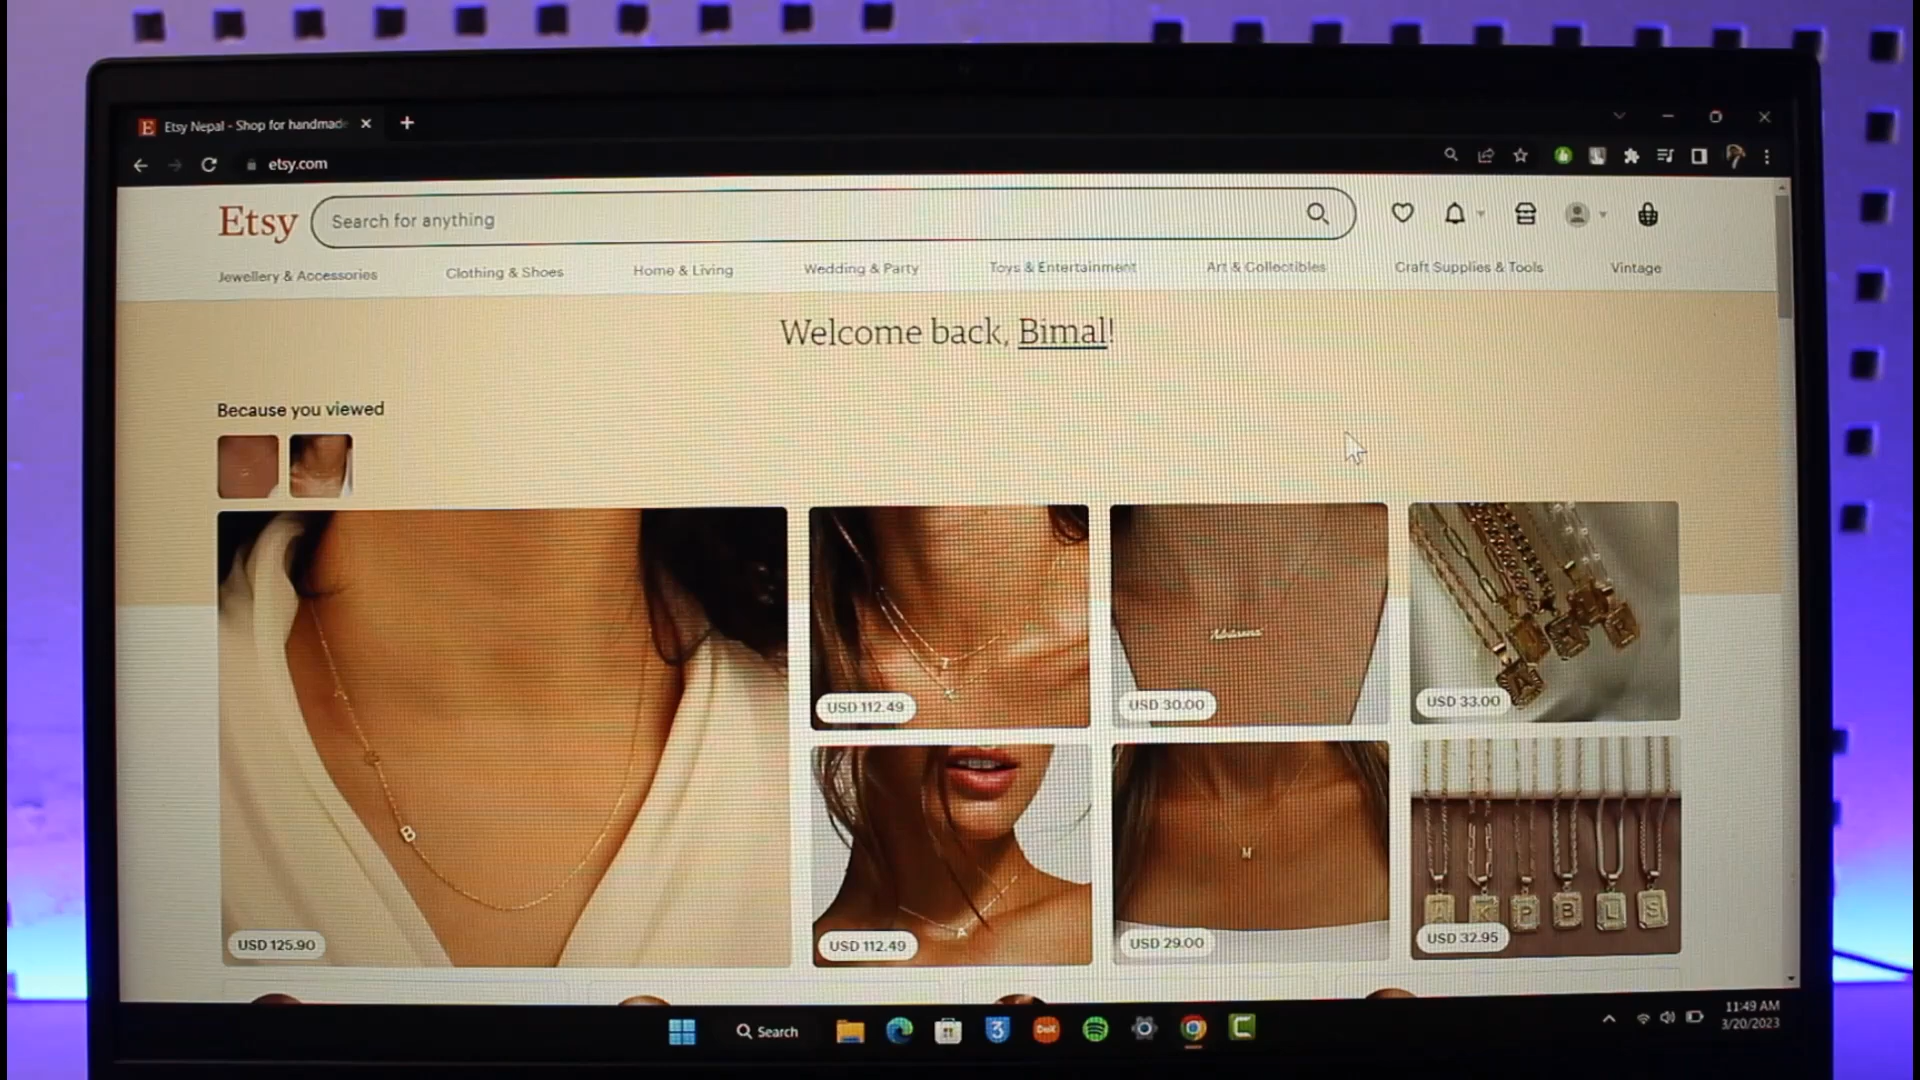 Etsy Nepal - Shop for handmad
etsy.com
Etsy
Search for anything
Jewellery & Accessories
Clothing & Shoes
Home & Living
Wedding & Party
Toys & Entertainment
Art & Collectibles
Craft Supplies & Tools
Vintage
Welcome back, Bimal!
Because you viewed
B
USD 125.90
USD 112.49
USD 30.00
USD 33.00
A
USD 112.49
M
USD 29.00
A K P B L S
USD 32.95
Search
11:49 AM
3/20/2023